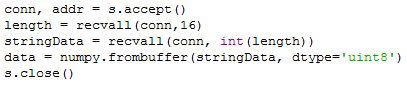 conn, addr = s.accept()
length = recvall(conn,16)
stringData = recvall(conn, int(length))
data = numpy.frombuffer(stringData, dtype='uint8')
s.close()